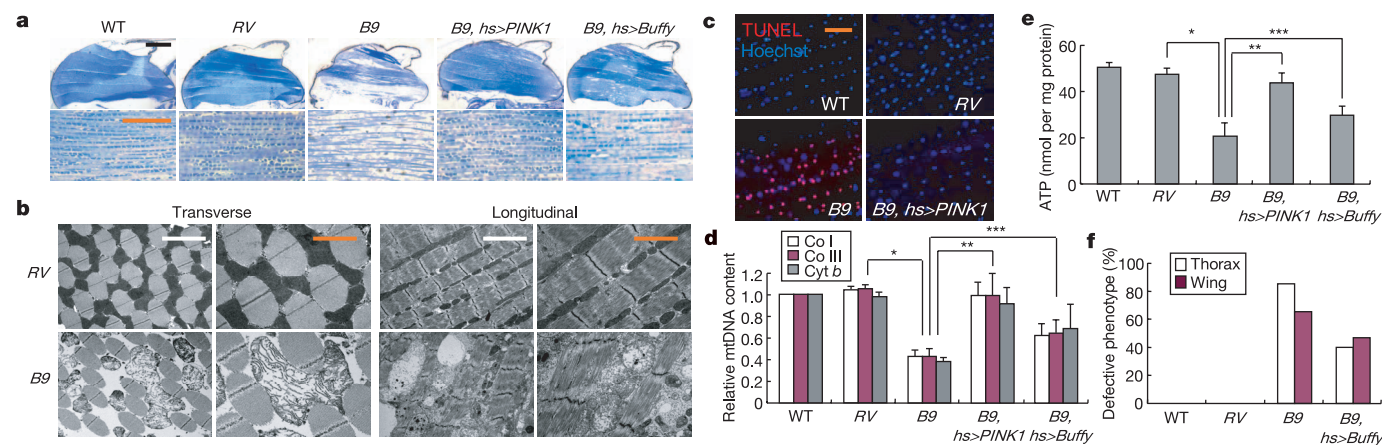 a
WT RV B9 B9, hs>PINK1 B9, hs>Buffy
b
Transverse Longitudinal
RV
B9
c
TUNEL
Hoechst
WT RV
B9 B9, hs>PINK1
d
Co I
Co III
Cyt b
* ** ***
Relative mtDNA content
1.2
1.0
0.8
0.6
0.4
0.2
0
WT RV B9 B9, hs>PINK1 B9, hs>Buffy
e
ATP (nmol per mg protein)
60
40
20
0
* ** ***
WT RV B9 B9, hs>PINK1 B9, hs>Buffy
f
Thorax
Wing
Defective phenotype (%)
100
80
60
40
20
0
WT RV B9 B9, hs>Buffy